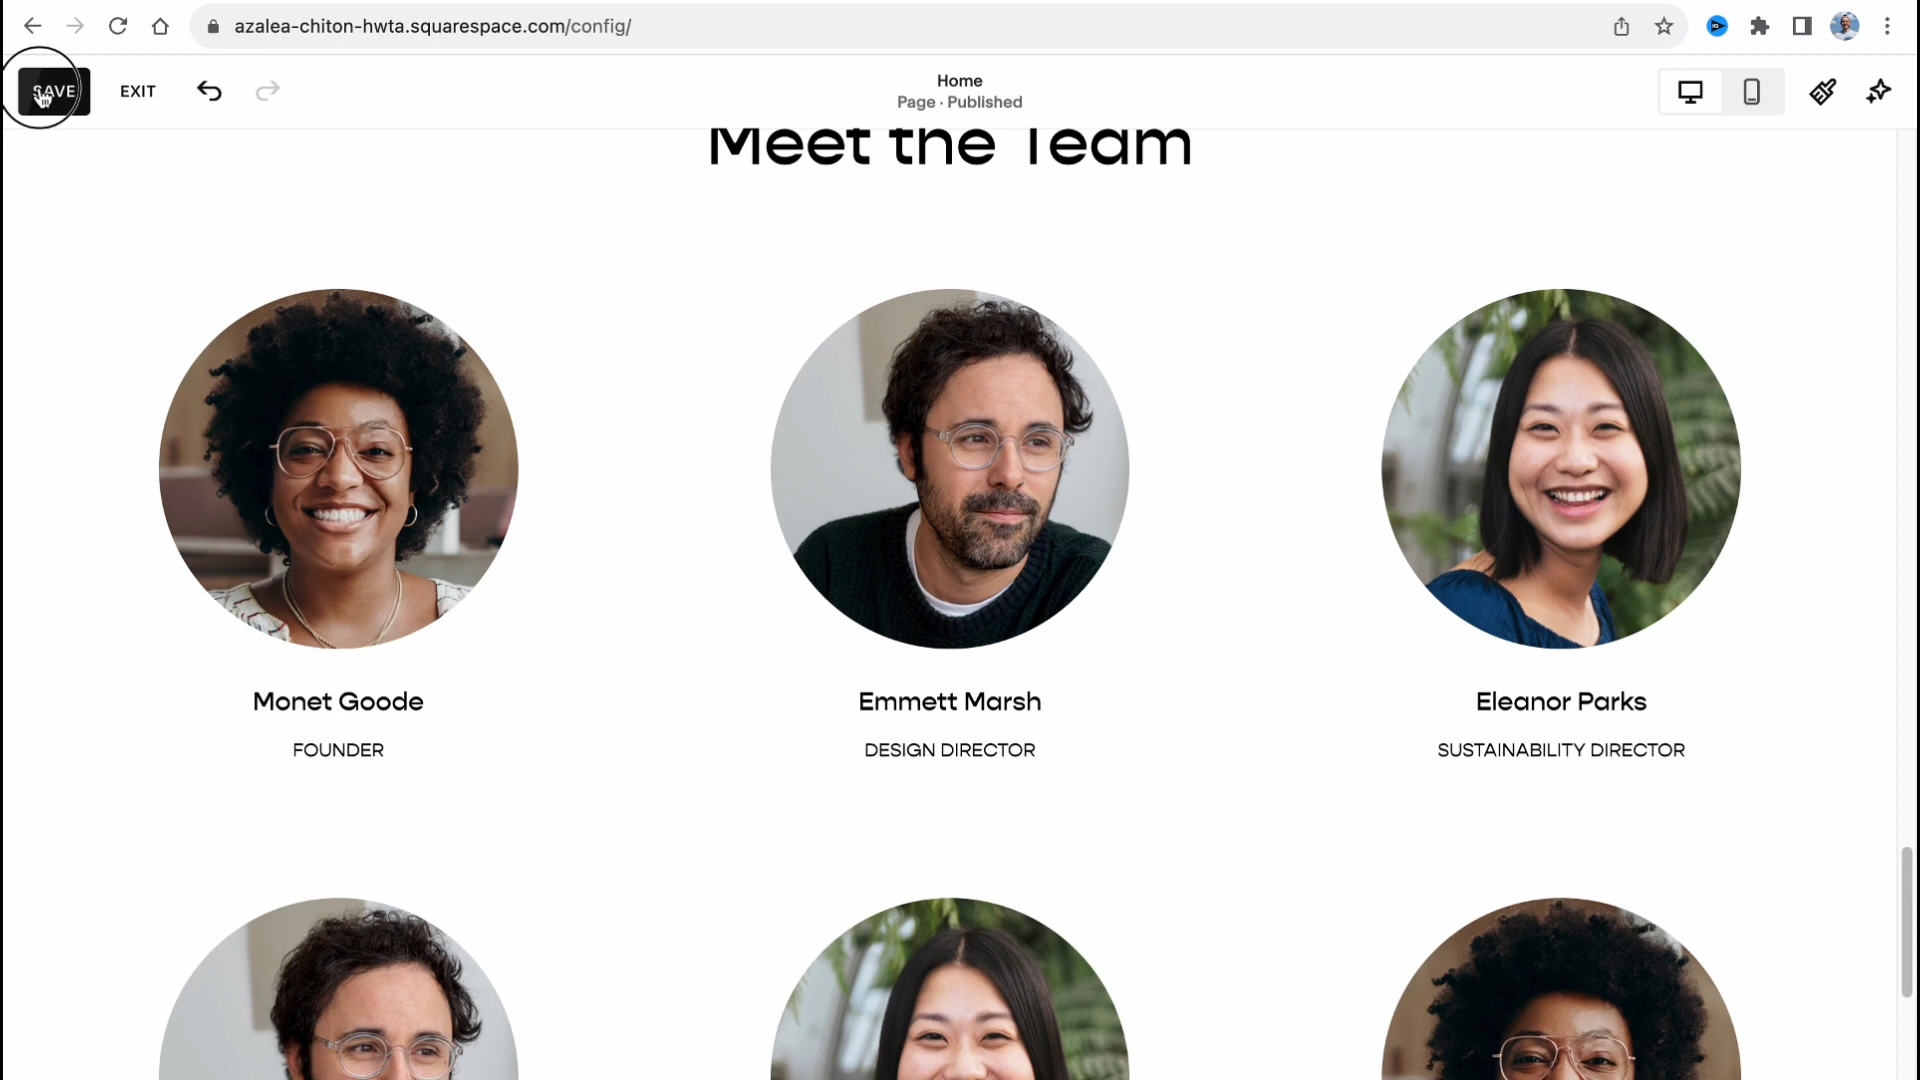 azalea-chiton-hwta.squarespace.com/config/
SAVE
EXIT
Home
Page · Published
Meet the Team
Monet Goode
Emmett Marsh
Eleanor Parks
FOUNDER
DESIGN DIRECTOR
SUSTAINABILITY DIRECTOR